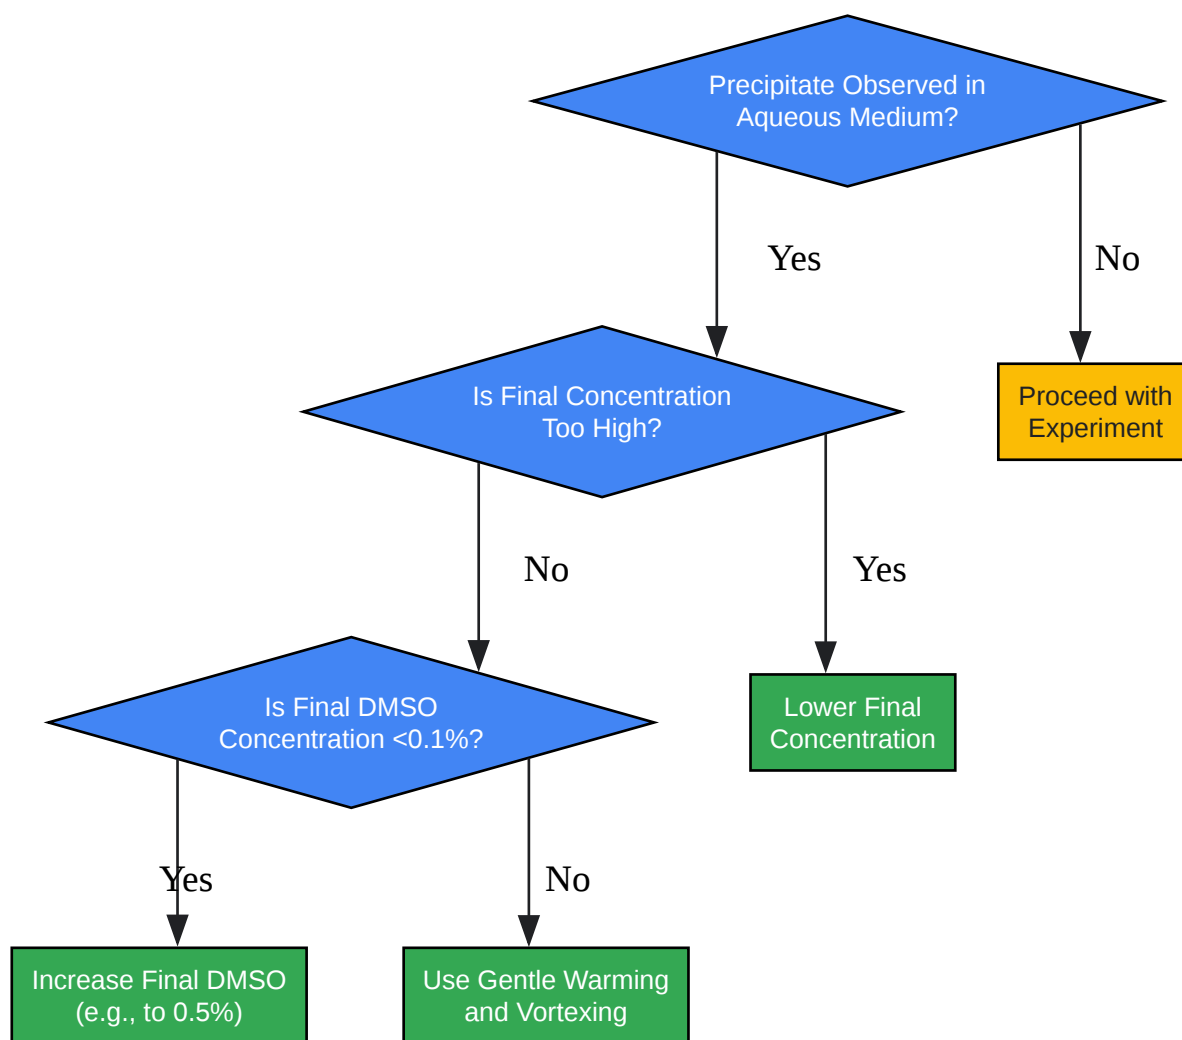 Precipitate Observed in
Aqueous Medium?
Yes
No
Is Final Concentration
Too High?
Proceed with
Experiment
No
Yes
Is Final DMSO
Concentration <0.1%?
Lower Final
Concentration
Yes
No
Increase Final DMSO
(e.g., to 0.5%)
Use Gentle Warming
and Vortexing